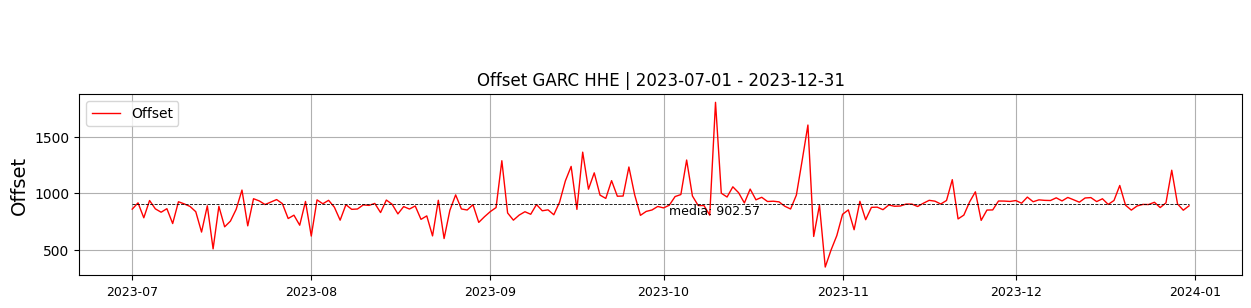 Offset GARC HHE | 2023-07-01 - 2023-12-31
Offset
Offset
1500
1000
500
media: 902.57
2023-07 2023-08 2023-09 2023-10 2023-11 2023-12 2024-01